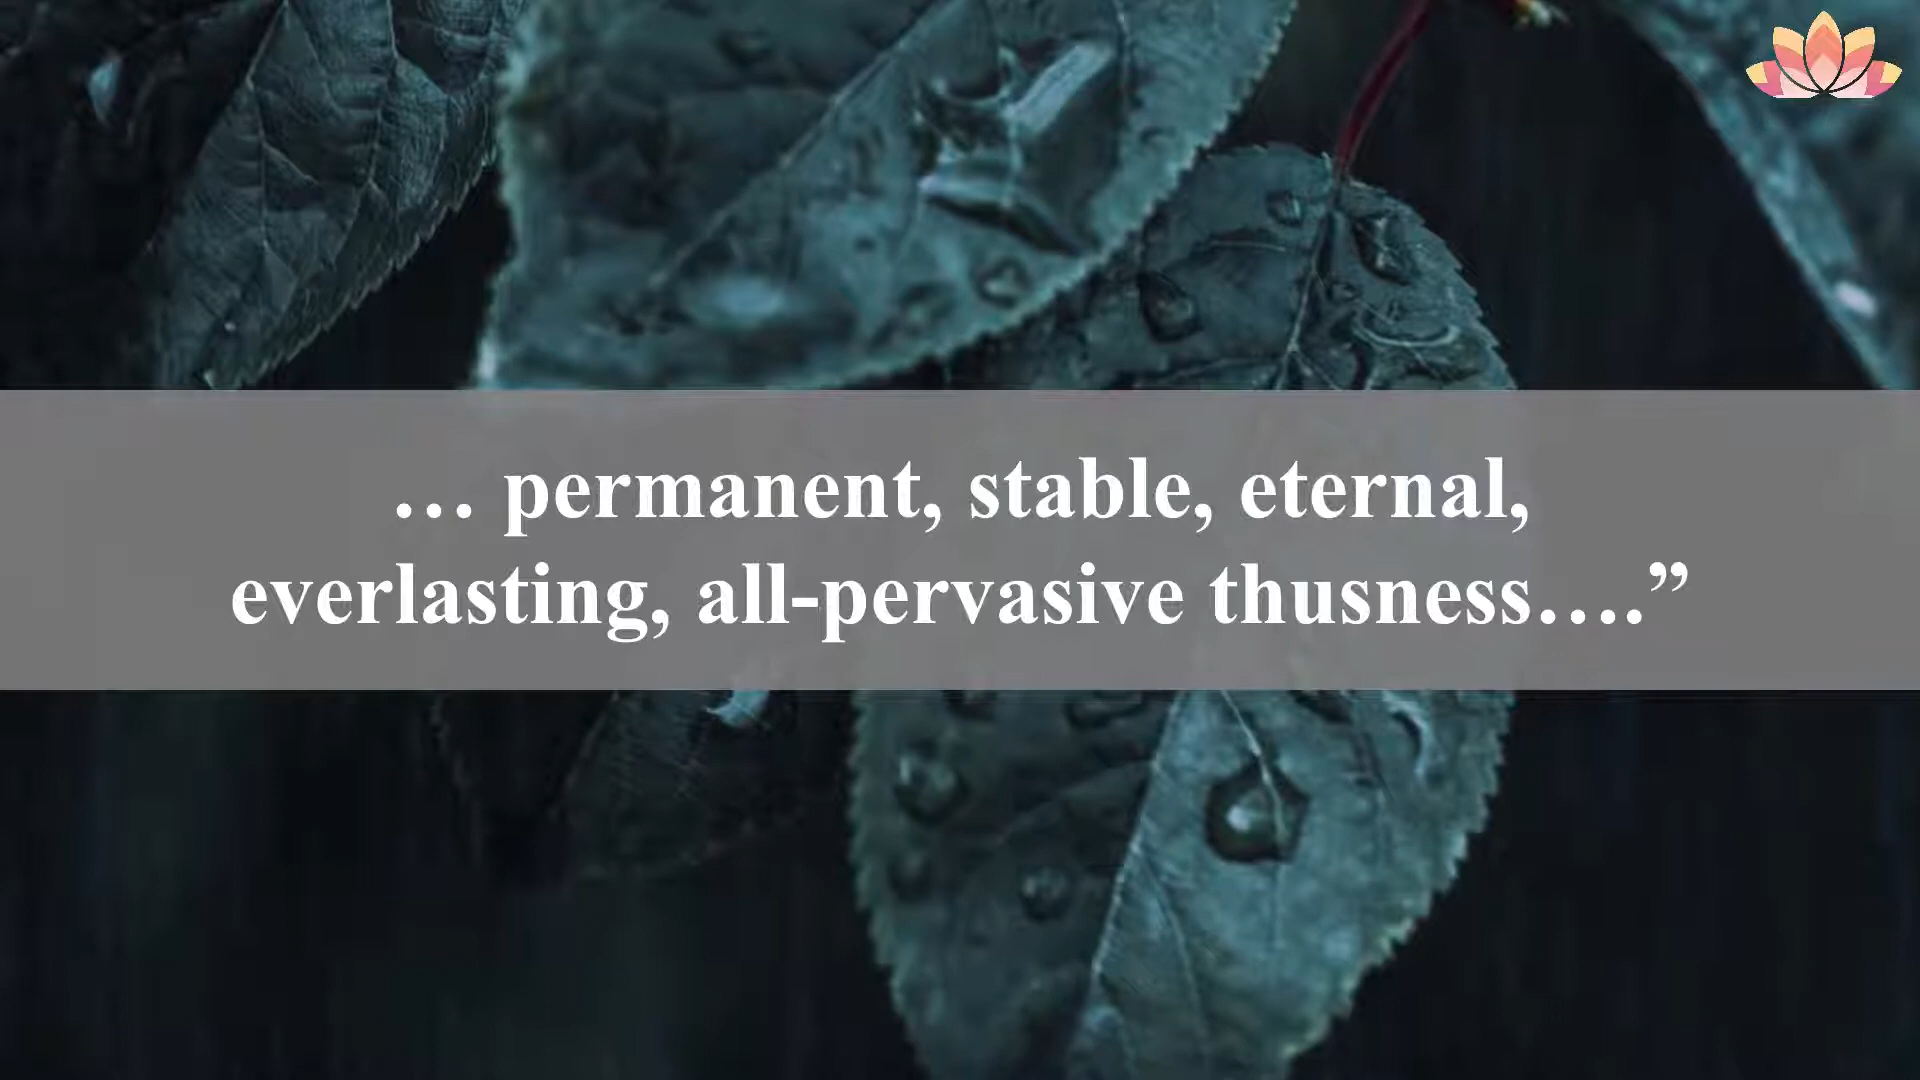 … permanent, stable, eternal,
everlasting, all-pervasive thusness….”